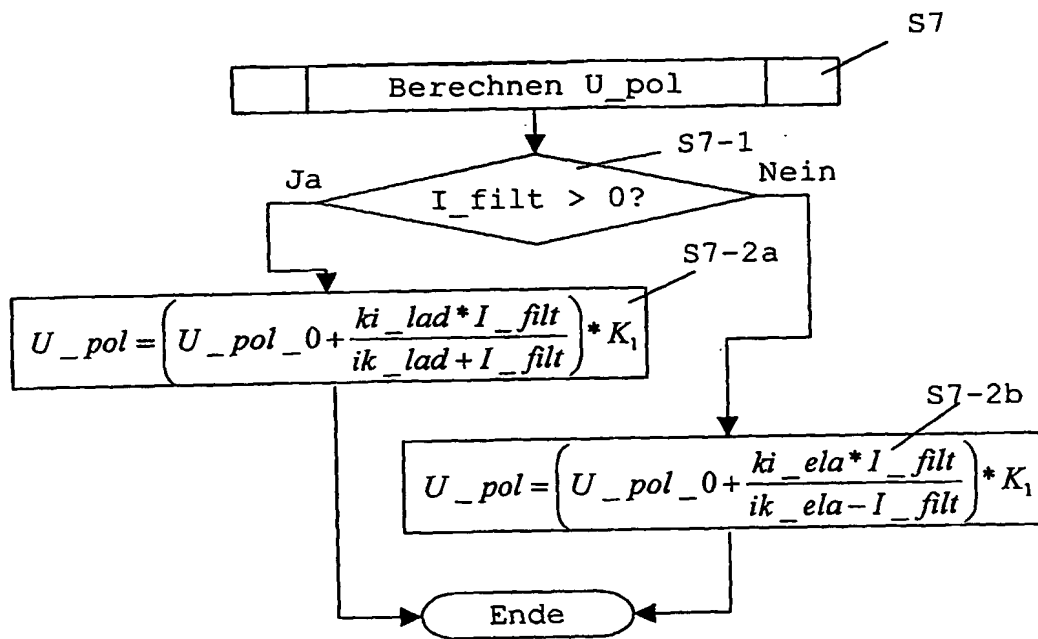 S7
Berechnen U_pol
S7-1
Ja
Nein
I_filt > 0?
S7-2a
U_pol = (U_pol_0 + ki_lad * I_filt / ik_lad + I_filt) * K₁
S7-2b
U_pol = (U_pol_0 + ki_ela * I_filt / ik_ela - I_filt) * K₁
Ende